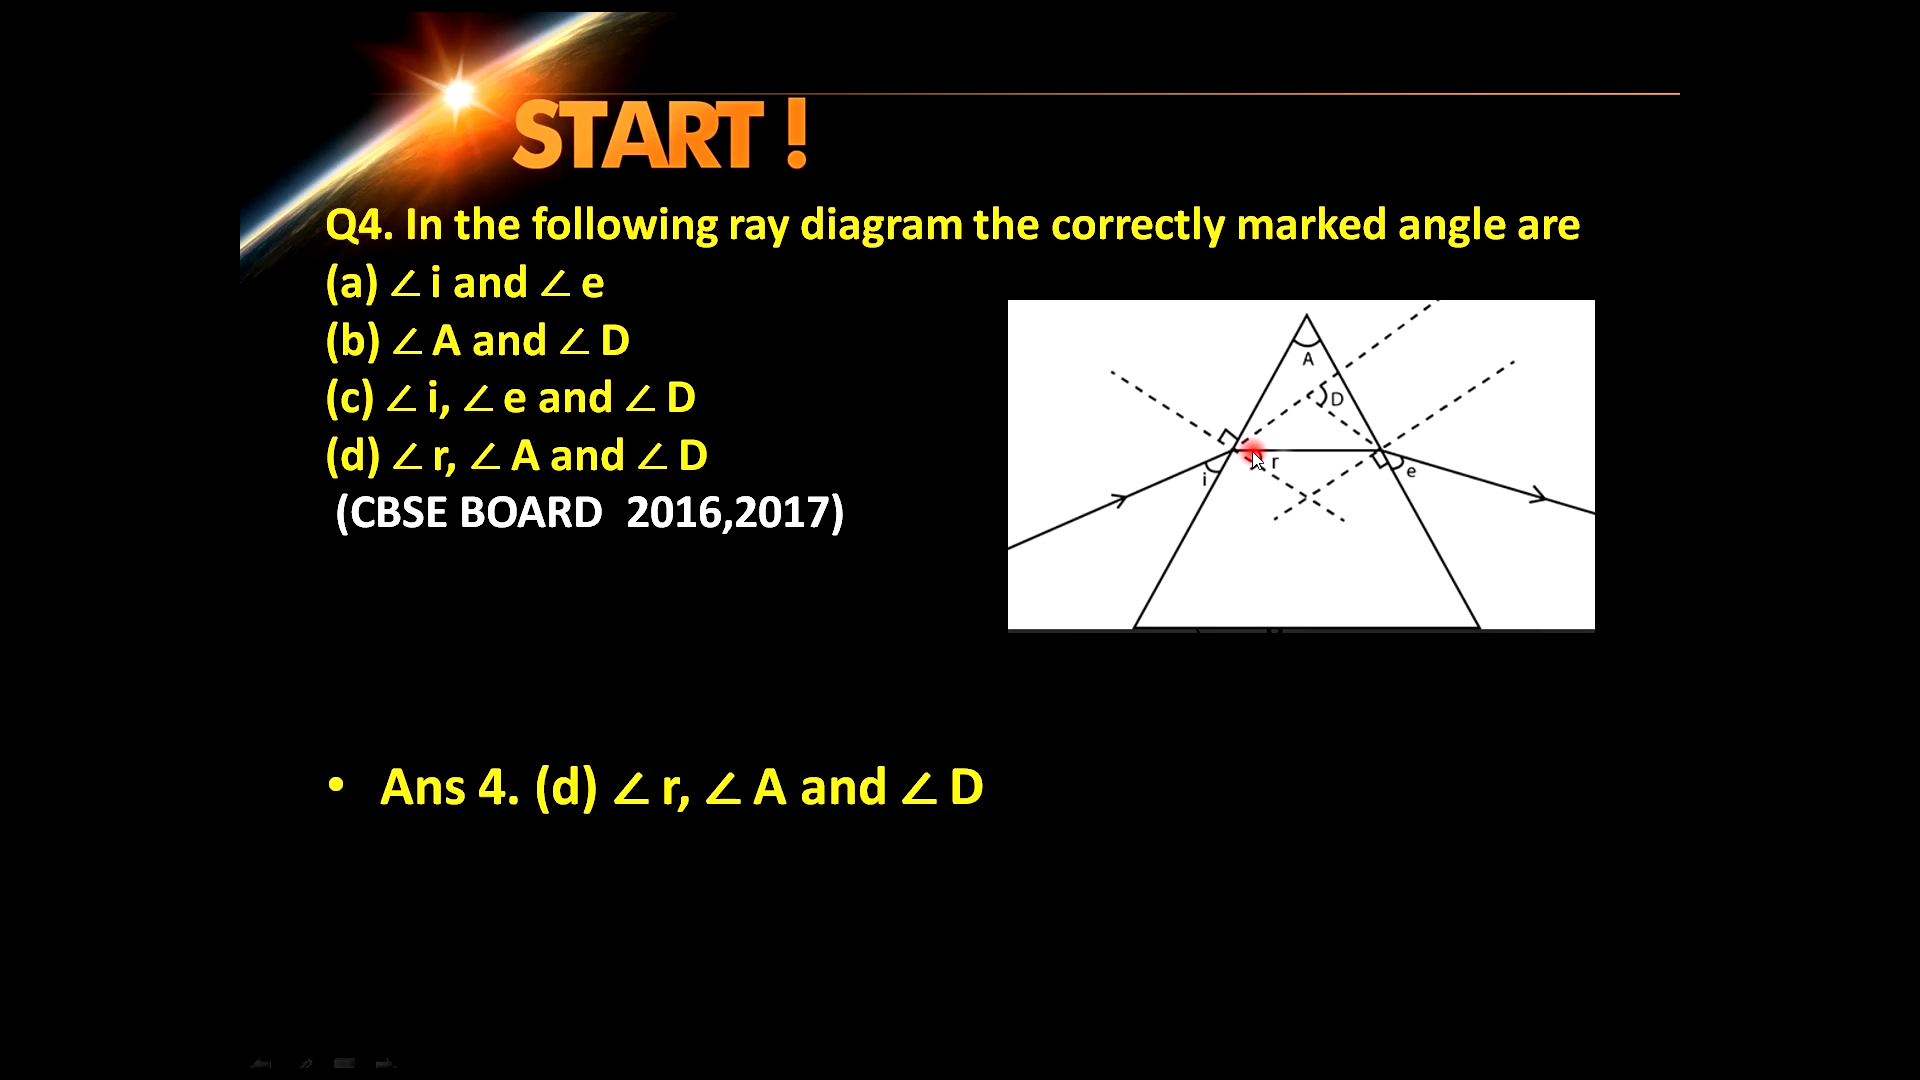 START !
Q4. In the following ray diagram the correctly marked angle are
(a) ∠ i and ∠ e
(b) ∠ A and ∠ D
(c) ∠ i, ∠ e and ∠ D
(d) ∠ r, ∠ A and ∠ D
(CBSE BOARD 2016,2017)
A
D
r
i
e
• Ans 4. (d) ∠ r, ∠ A and ∠ D